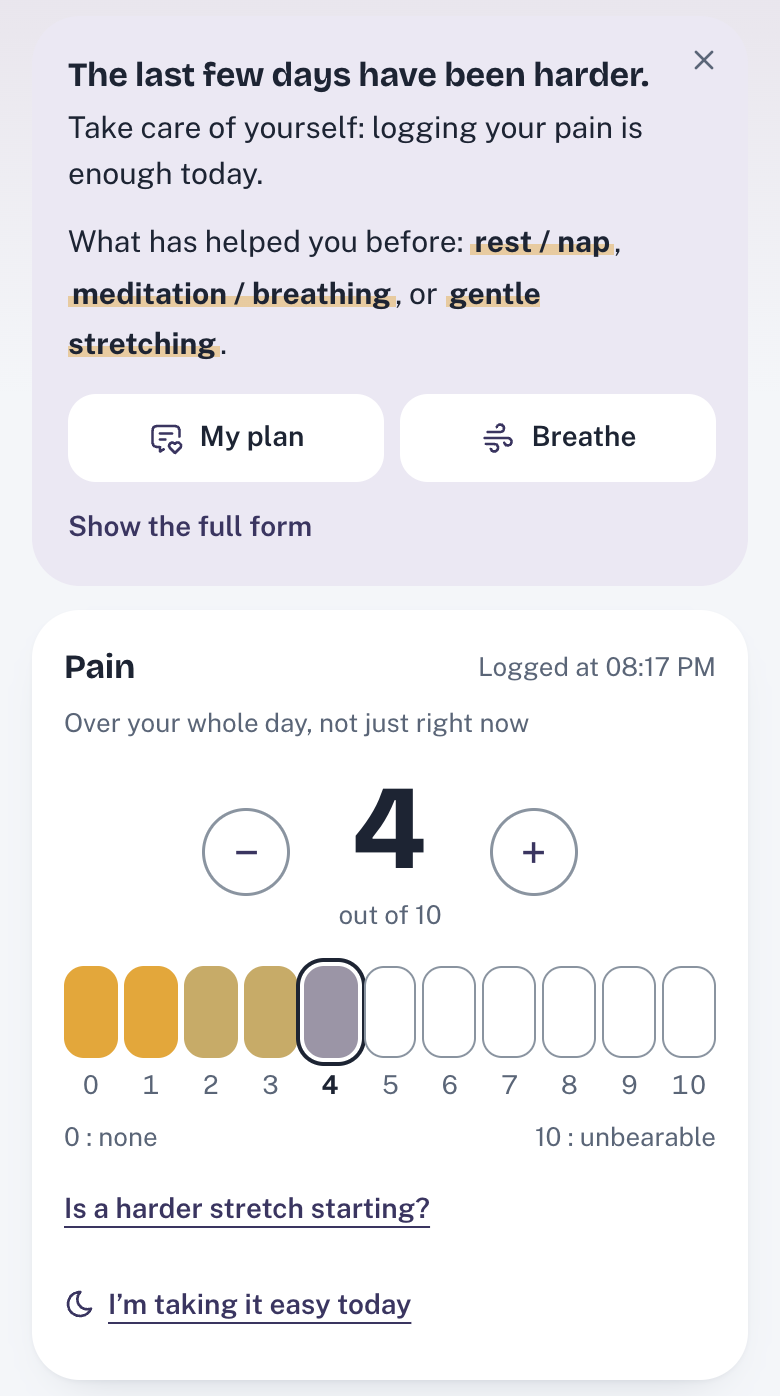 The last few days have been harder.
Take care of yourself: logging your pain is
enough today.
What has helped you before: rest / nap,
meditation / breathing, or gentle
stretching.
My plan
Breathe
Show the full form
Pain
Logged at 08:17 PM
Over your whole day, not just right now
−
4
+
out of 10
0 1 2 3 4 5 6 7 8 9 10
0 : none
10 : unbearable
Is a harder stretch starting?
I’m taking it easy today